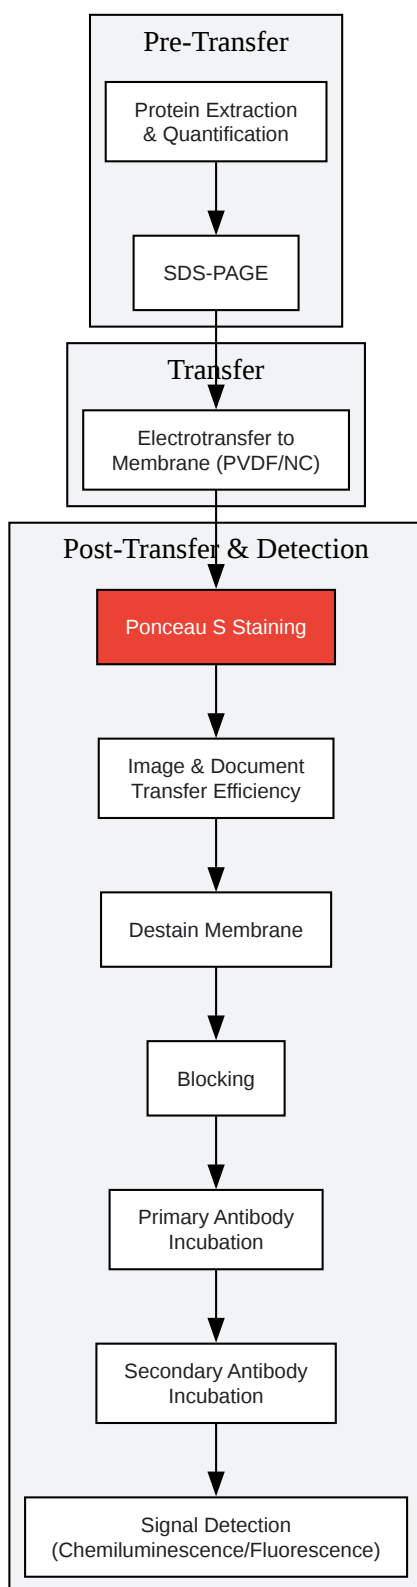 Pre-Transfer
Protein Extraction
& Quantification
SDS-PAGE
Transfer
Electrotransfer to
Membrane (PVDF/NC)
Post-Transfer & Detection
Ponceau S Staining
Image & Document
Transfer Efficiency
Destain Membrane
Blocking
Primary Antibody
Incubation
Secondary Antibody
Incubation
Signal Detection
(Chemiluminescence/Fluorescence)